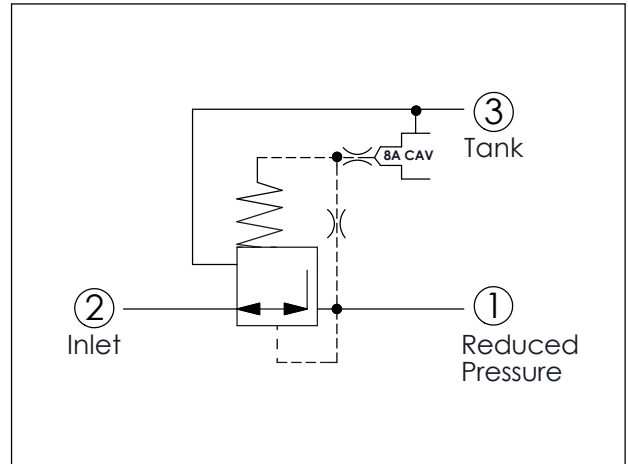 3
Tank
8A CAV
2
Inlet
1
Reduced
Pressure